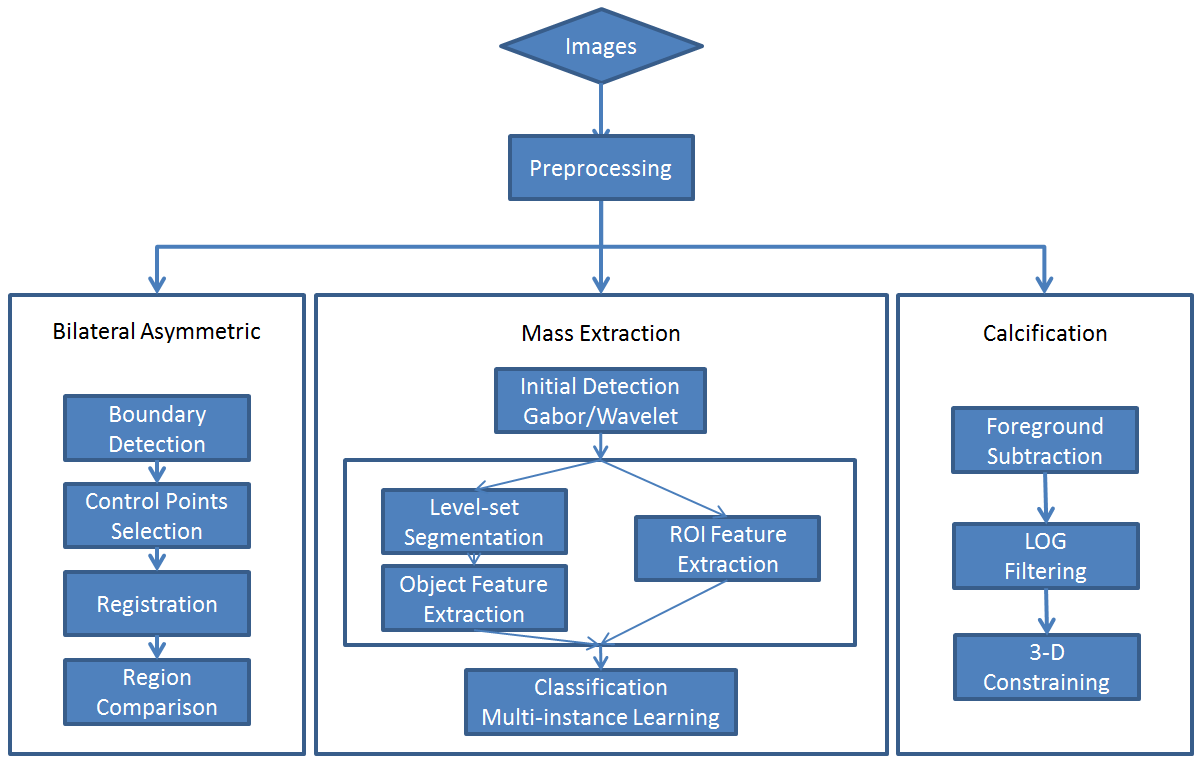 Images
Preprocessing
Bilateral Asymmetric
Boundary
Detection
Control Points
Selection
Registration
Region
Comparison
Mass Extraction
Initial Detection
Gabor/Wavelet
Level-set
Segmentation
Object Feature
Extraction
ROI Feature
Extraction
Classification
Multi-instance Learning
Calcification
Foreground
Subtraction
LOG
Filtering
3-D
Constraining